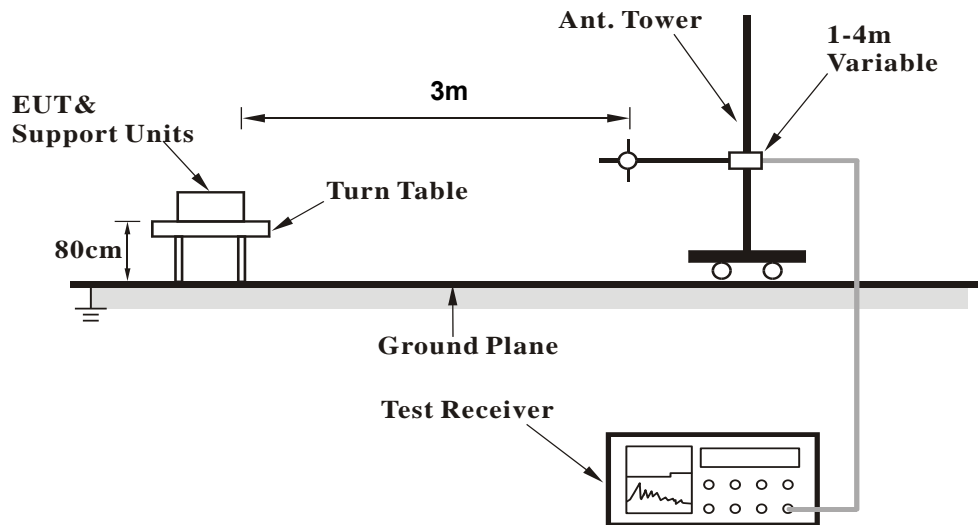 Ant. Tower
1-4m
Variable
3m
EUT&
Support Units
Turn Table
80cm
Ground Plane
Test Receiver